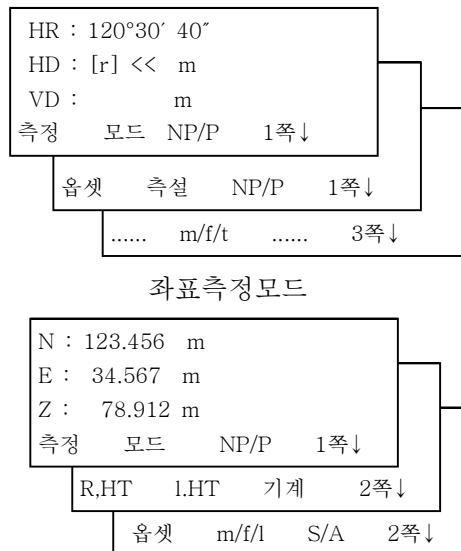 HR : 120°30′ 40″
HD : [r] << m
VD : m
측정 모드 NP/P 1쪽↓
옵셋 측설 NP/P 1쪽↓
...... m/f/t ...... 3쪽↓
좌표측정모드
N : 123.456 m
E : 34.567 m
Z : 78.912 m
측정 모드 NP/P 1쪽↓
R,HT l.HT 기계 2쪽↓
옵셋 m/f/l S/A 2쪽↓